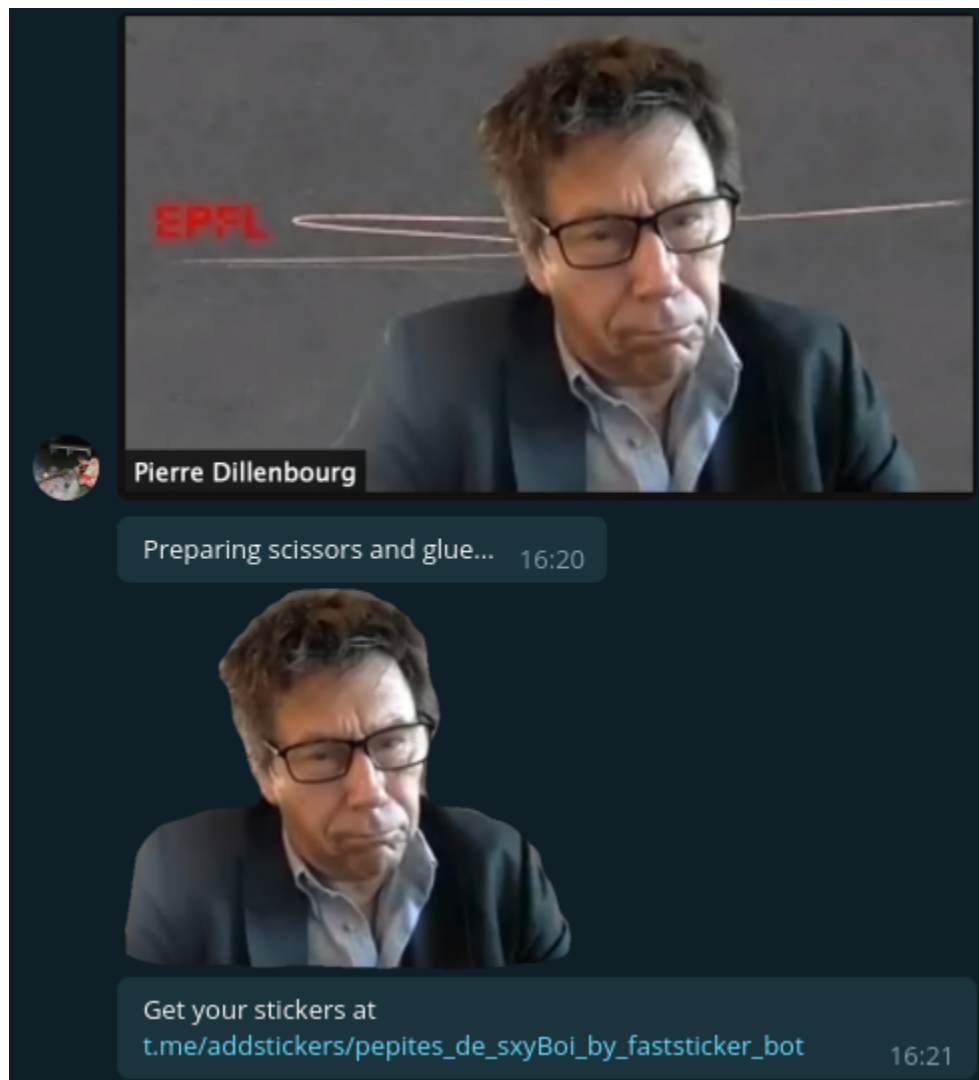 EPFL
Pierre Dillenbourg
Preparing scissors and glue... 16:20
Get your stickers at
t.me/addstickers/pepites_de_sxyBoi_by_faststicker_bot 16:21